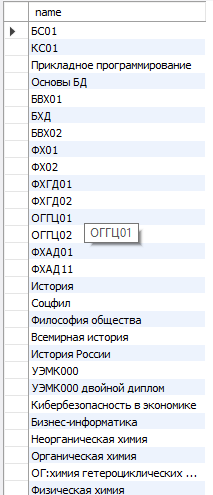 name
БС01
КС01
Прикладное программирование
Основы БД
БВХ01
БХД
БВХ02
ФХ01
ФХ02
ФХГД01
ФХГД02
ОГГЦ01
ОГГЦ02
ОГГЦ01
ФХАД01
ФХАД11
История
Соцфил
Философия общества
Всемирная история
История России
УЭМК000
УЭМК000 двойной диплом
Кибербезопасность в экономике
Бизнес-информатика
Неорганическая химия
Органическая химия
ОГ:химия гетероциклических ...
Физическая химия